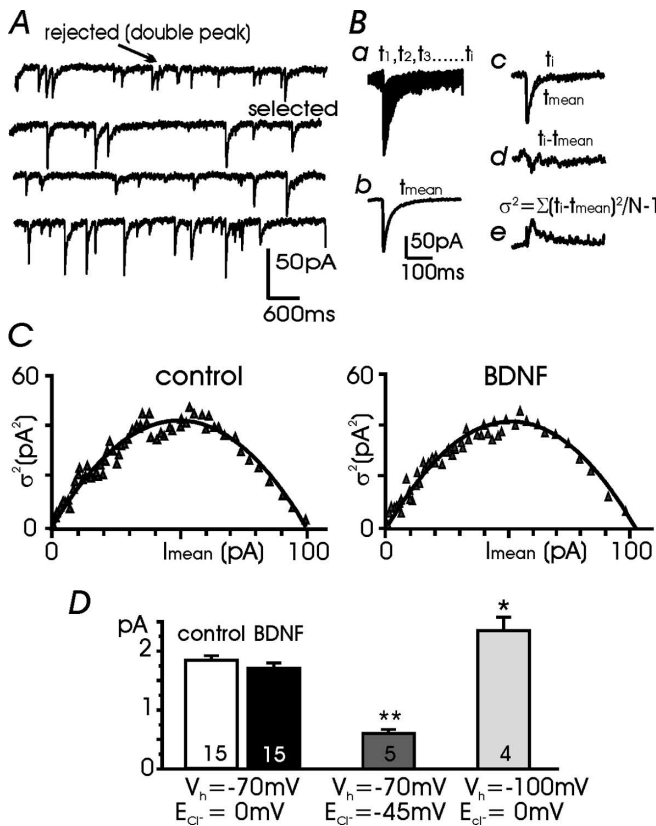 A
rejected (double peak)
selected
50pA
600ms
B
a
t1,t2,t3......ti
b
tmean
50pA
100ms
c
ti
tmean
d
ti-tmean
σ²=Σ(ti-tmean)²/N-1
e
C
control
60
σ²(pA²)
0
0
Imean (pA)
100
BDNF
60
σ²(pA²)
0
0
Imean (pA)
100
D
pA
control BDNF
2
0
15
15
**
5
*
4
Vh=-70mV
ECl-=0mV
Vh=-70mV
ECl-=-45mV
Vh=-100mV
ECl-=0mV